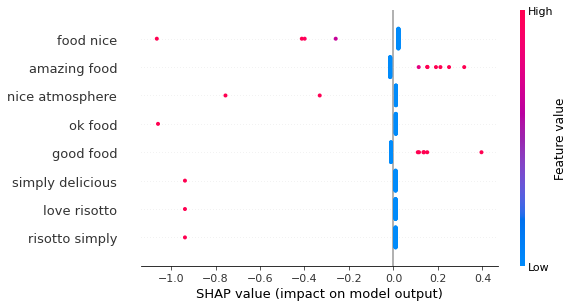 High
food nice
amazing food
nice atmosphere
ok food
good food
simply delicious
love risotto
risotto simply
Feature value
Low
−1.0 −0.8 −0.6 −0.4 −0.2 0.0 0.2 0.4
SHAP value (impact on model output)